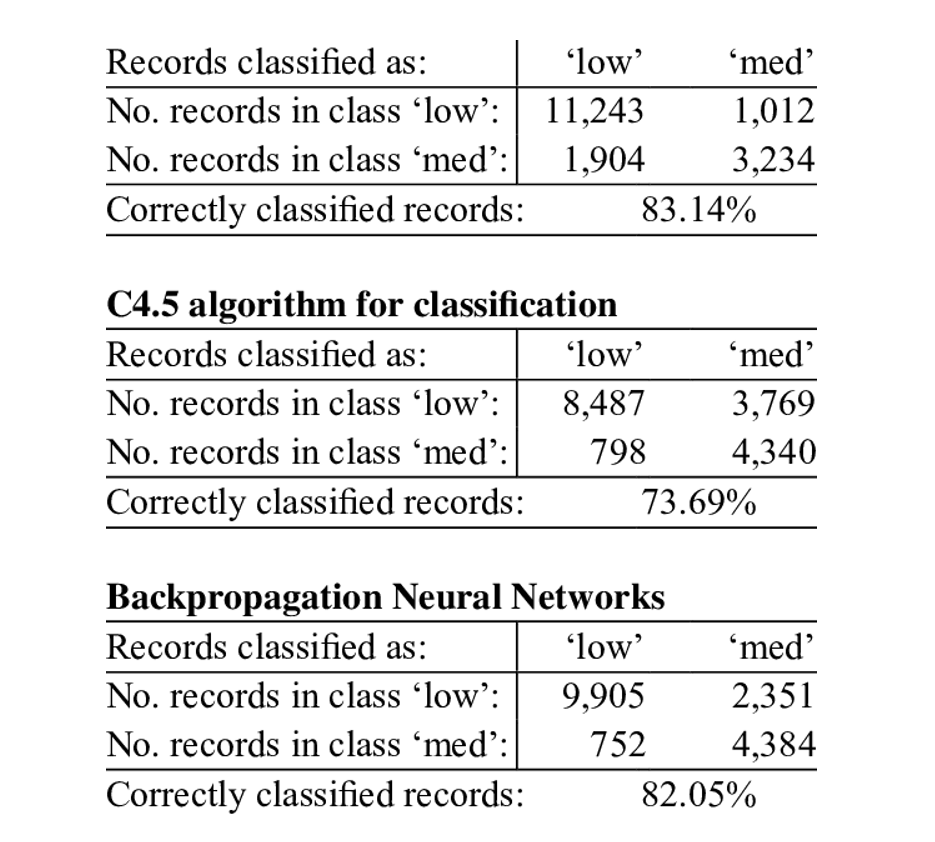 Records classified as: ‘low’ ‘med’
No. records in class ‘low’: 11,243 1,012
No. records in class ‘med’: 1,904 3,234
Correctly classified records: 83.14%
C4.5 algorithm for classification
Records classified as: ‘low’ ‘med’
No. records in class ‘low’: 8,487 3,769
No. records in class ‘med’: 798 4,340
Correctly classified records: 73.69%
Backpropagation Neural Networks
Records classified as: ‘low’ ‘med’
No. records in class ‘low’: 9,905 2,351
No. records in class ‘med’: 752 4,384
Correctly classified records: 82.05%